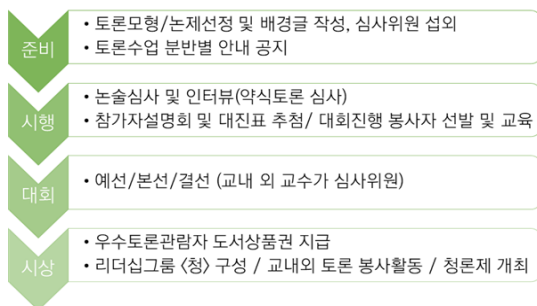 준비
• 토론모형/논제선정 및 배경글 작성, 심사위원 섭외
• 토론수업 분반별 안내 공지
시행
• 논술심사 및 인터뷰(약식토론 심사)
• 참가자설명회 및 대진표 추첨/ 대회진행 봉사자 선발 및 교육
대회
• 예선/본선/결선 (교내 외 교수가 심사위원)
시상
• 우수토론관람자 도서상품권 지급
• 리더십그룹 〈청〉 구성 / 교내외 토론 봉사활동 / 청론제 개최